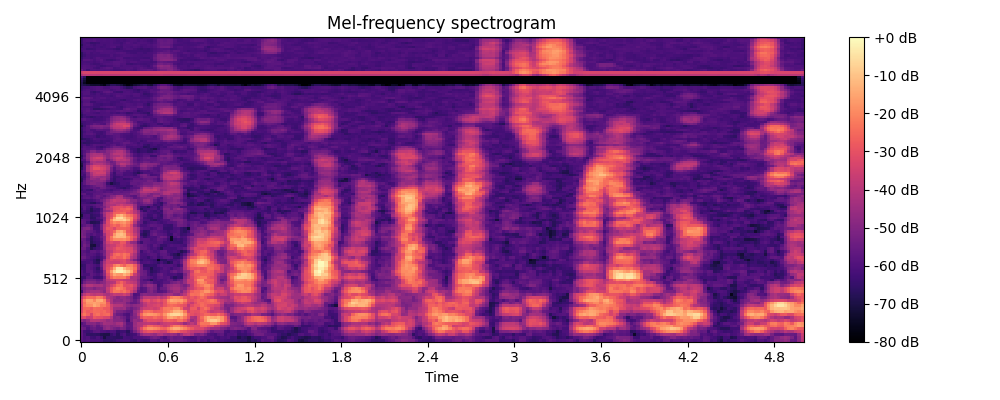 Mel-frequency spectrogram
+0 dB
-10 dB
-20 dB
-30 dB
-40 dB
-50 dB
-60 dB
-70 dB
-80 dB
Hz
4096
2048
1024
512
0
0 0.6 1.2 1.8 2.4 3 3.6 4.2 4.8
Time